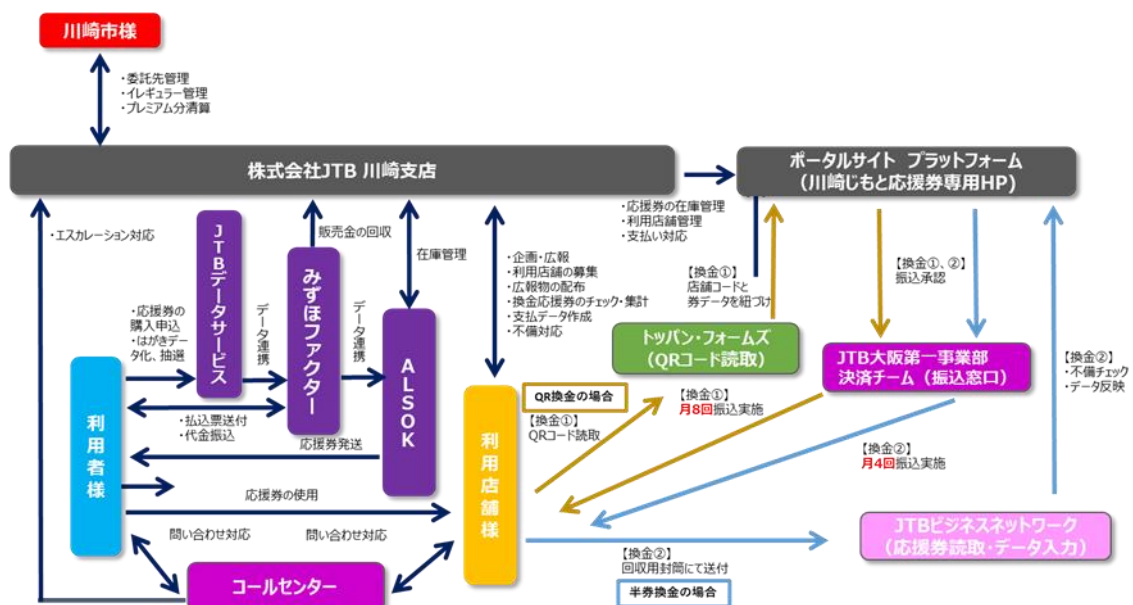 川崎市様
・委託先管理
・イレギュラー管理
・プレミアム分清算
株式会社JTB 川崎支店
ポータルサイト プラットフォーム
(川崎じもと応援券専用HP)
・エスカレーション対応
JTBデータサービス
販売金の回収
みずほファクター
在庫管理
・企画・広報
・利用店舗の募集
・広報物の配布
・換金応援券のチェック・集計
・支払データ作成
・不備対応
・応援券の在庫管理
・利用店舗管理
・支払い対応
【換金①】
店舗コードと
券データを紐づけ
【換金①、②】
振込承認
・応援券の
購入申込
・はがきデー
タ化、抽選
データ連携
データ連携
ALSOK
トッパン・フォームズ
(QRコード読取)
JTB大阪第一事業部
決済チーム(振込窓口)
【換金②】
・不備チェック
・データ反映
利用者様
・払込票送付
・代金振込
応援券発送
利用店舗様
QR換金の場合
【換金①】
QRコード読取
【換金①】
月8回振込実施
【換金②】
月4回振込実施
応援券の使用
問い合わせ対応
問い合わせ対応
コールセンター
【換金②】
回収用封筒にて送付
半券換金の場合
JTBビジネスネットワーク
(応援券読取・データ入力)